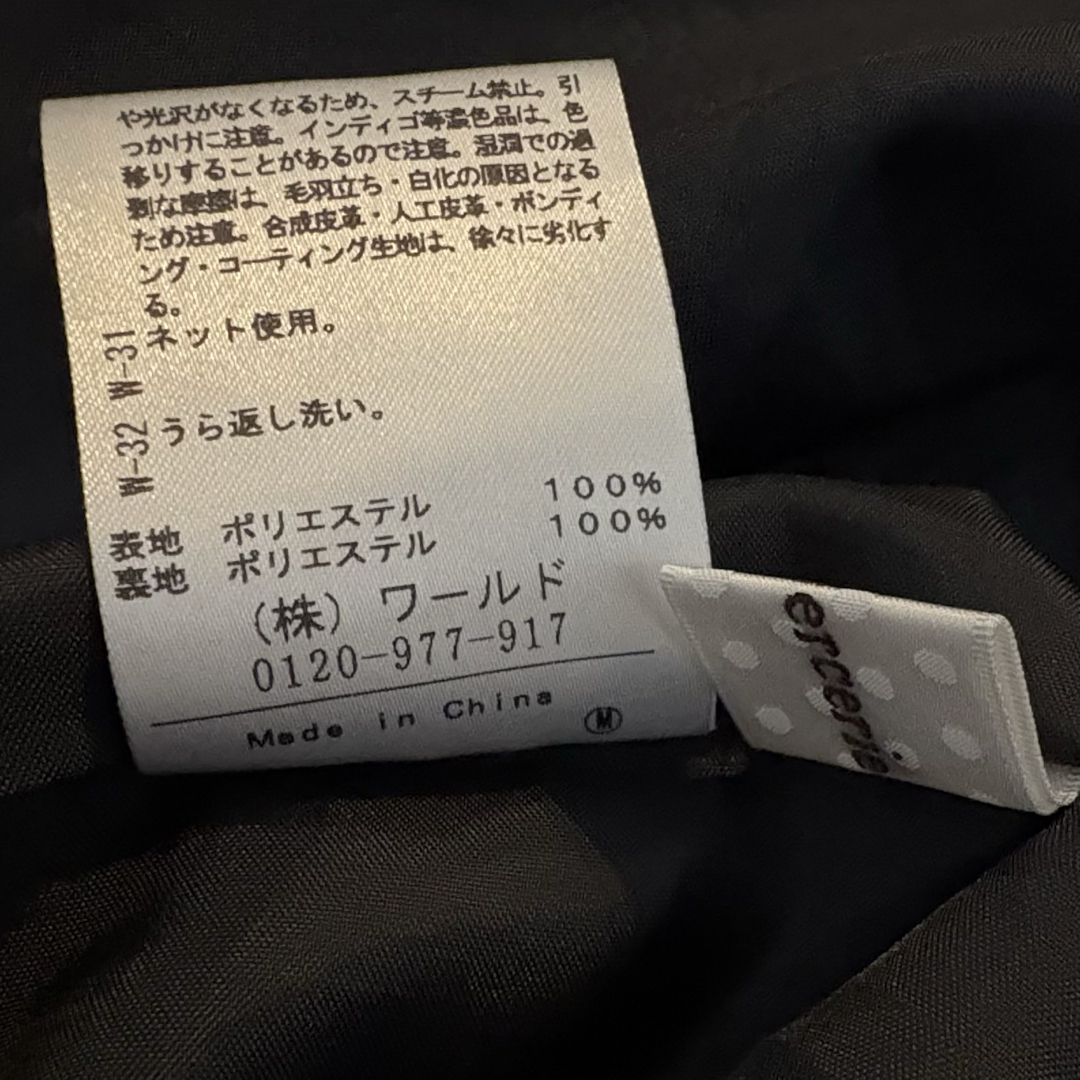 や光沢がなくなるため、スチーム禁止。引
っかけに注意。インディゴ等濃色品は、色
移りすることがあるので注意。湿潤での過
剰な摩擦は、毛羽立ち・白化の原因となる
ため注意。合成皮革・人工皮革・ボンディ
ング・コーティング生地は、徐々に劣化す
る。
ネット使用。
うら返し洗い。
W-32 W-31
表地 ポリエステル 100%
裏地 ポリエステル 100%
(株) ワールド
0120-977-917
Made in China
M
ercerie